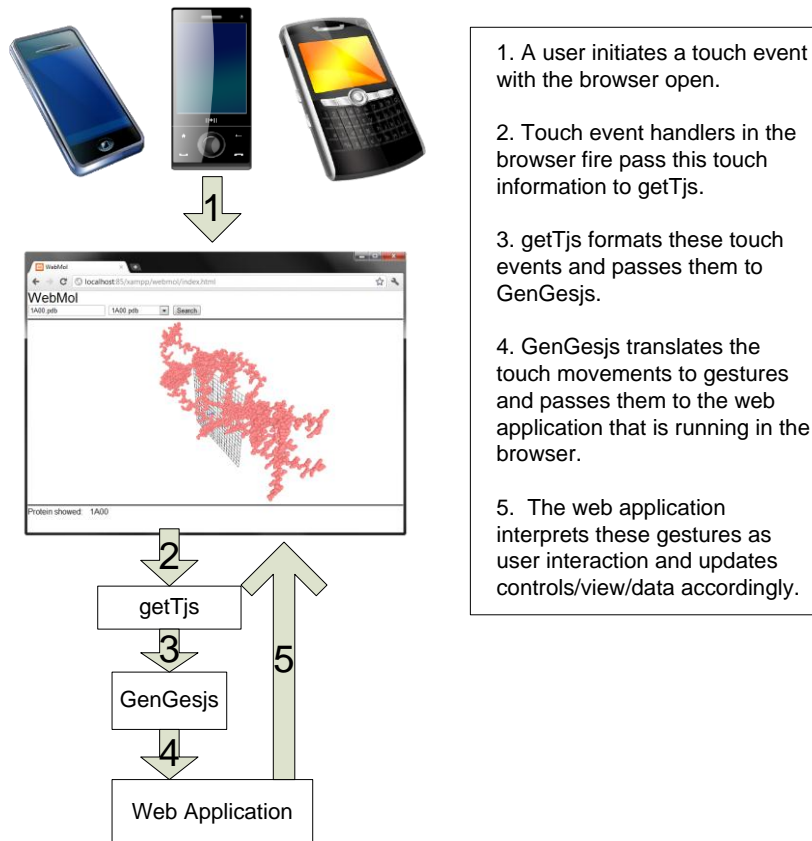 1
WebMol
localhost:85/xampp/webmol/index.html
WebMol
1A00.pdb 1A00.pdb Search
Protein showed: 1A00
2
getTjs
3
GenGesjs
4
Web Application
5
1. A user initiates a touch event
with the browser open.
2. Touch event handlers in the
browser fire pass this touch
information to getTjs.
3. getTjs formats these touch
events and passes them to
GenGesjs.
4. GenGesjs translates the
touch movements to gestures
and passes them to the web
application that is running in the
browser.
5. The web application
interprets these gestures as
user interaction and updates
controls/view/data accordingly.